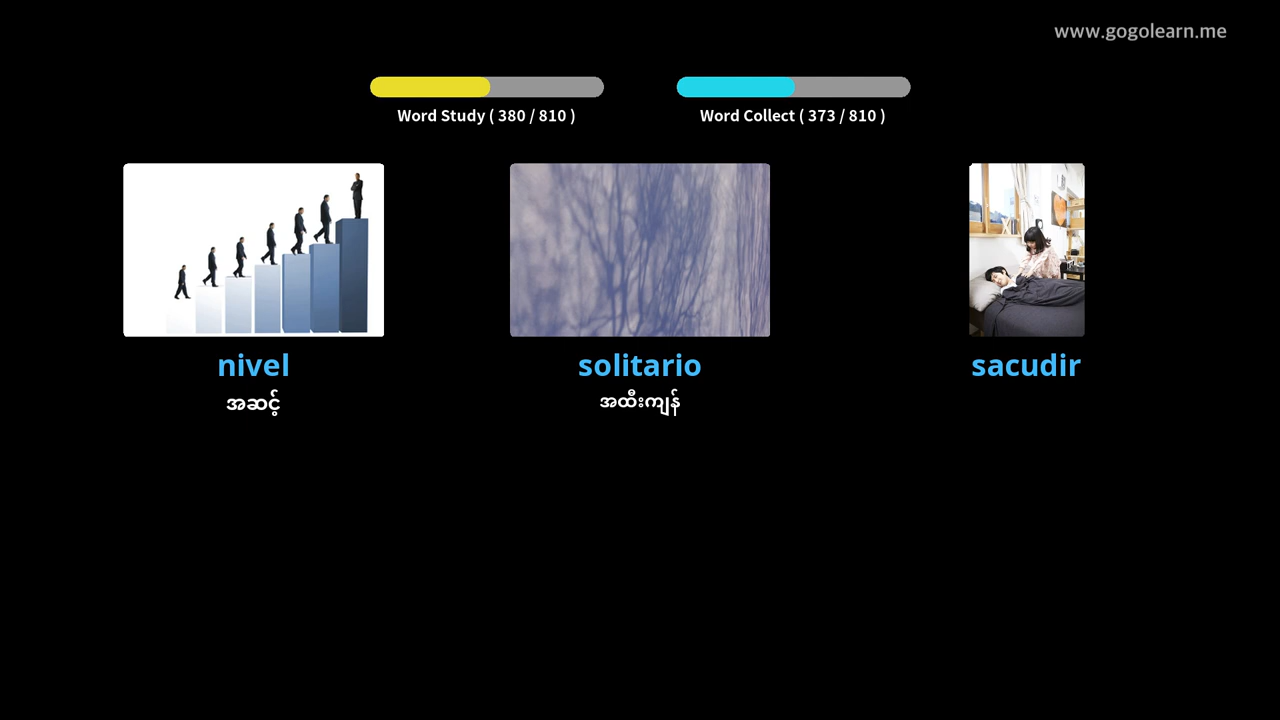 www.gogolearn.me
Word Study ( 380 / 810 )
Word Collect ( 373 / 810 )
nivel
အဆင့်
solitario
အထီးကျန်
sacudir